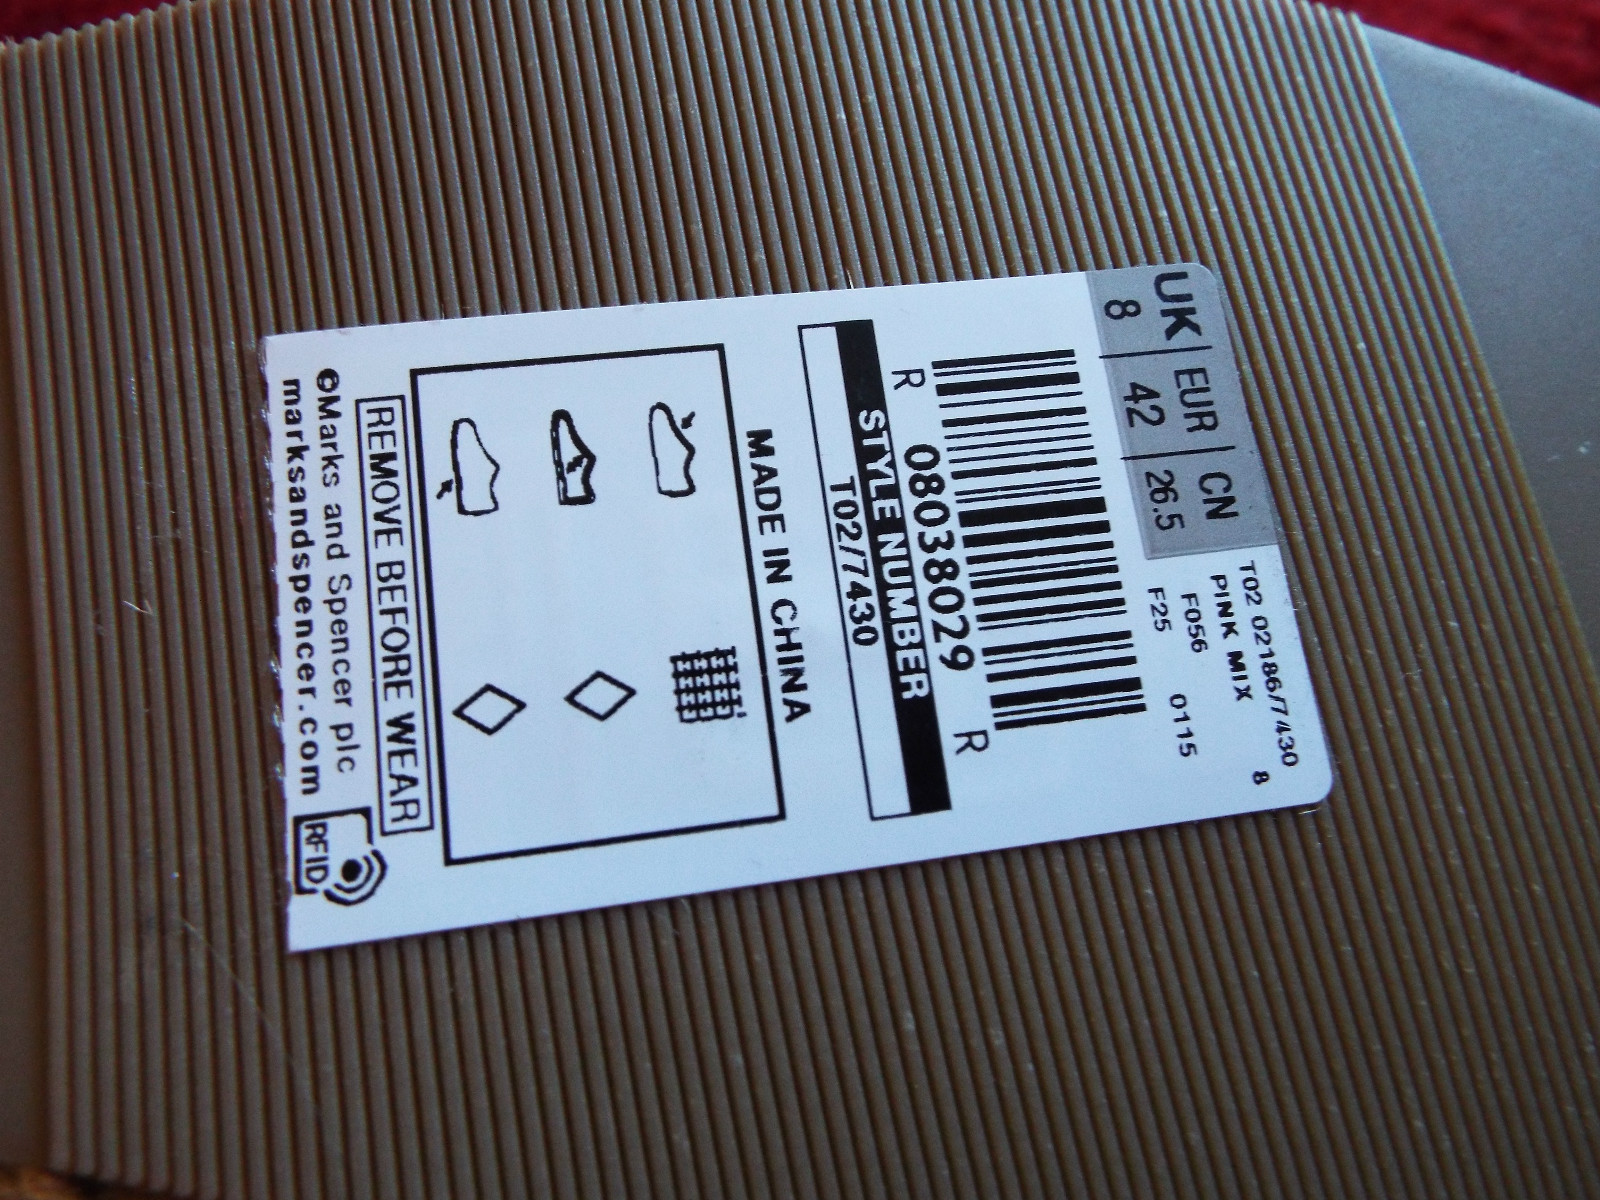 T02 02186/7430 8
PINK MIX
F056 0115
F25
UK EUR CN
8 42 26.5
R 08038029 R
STYLE NUMBER
T02/7430
MADE IN CHINA
REMOVE BEFORE WEAR
©Marks and Spencer plc
marksandspencer.com
RFID